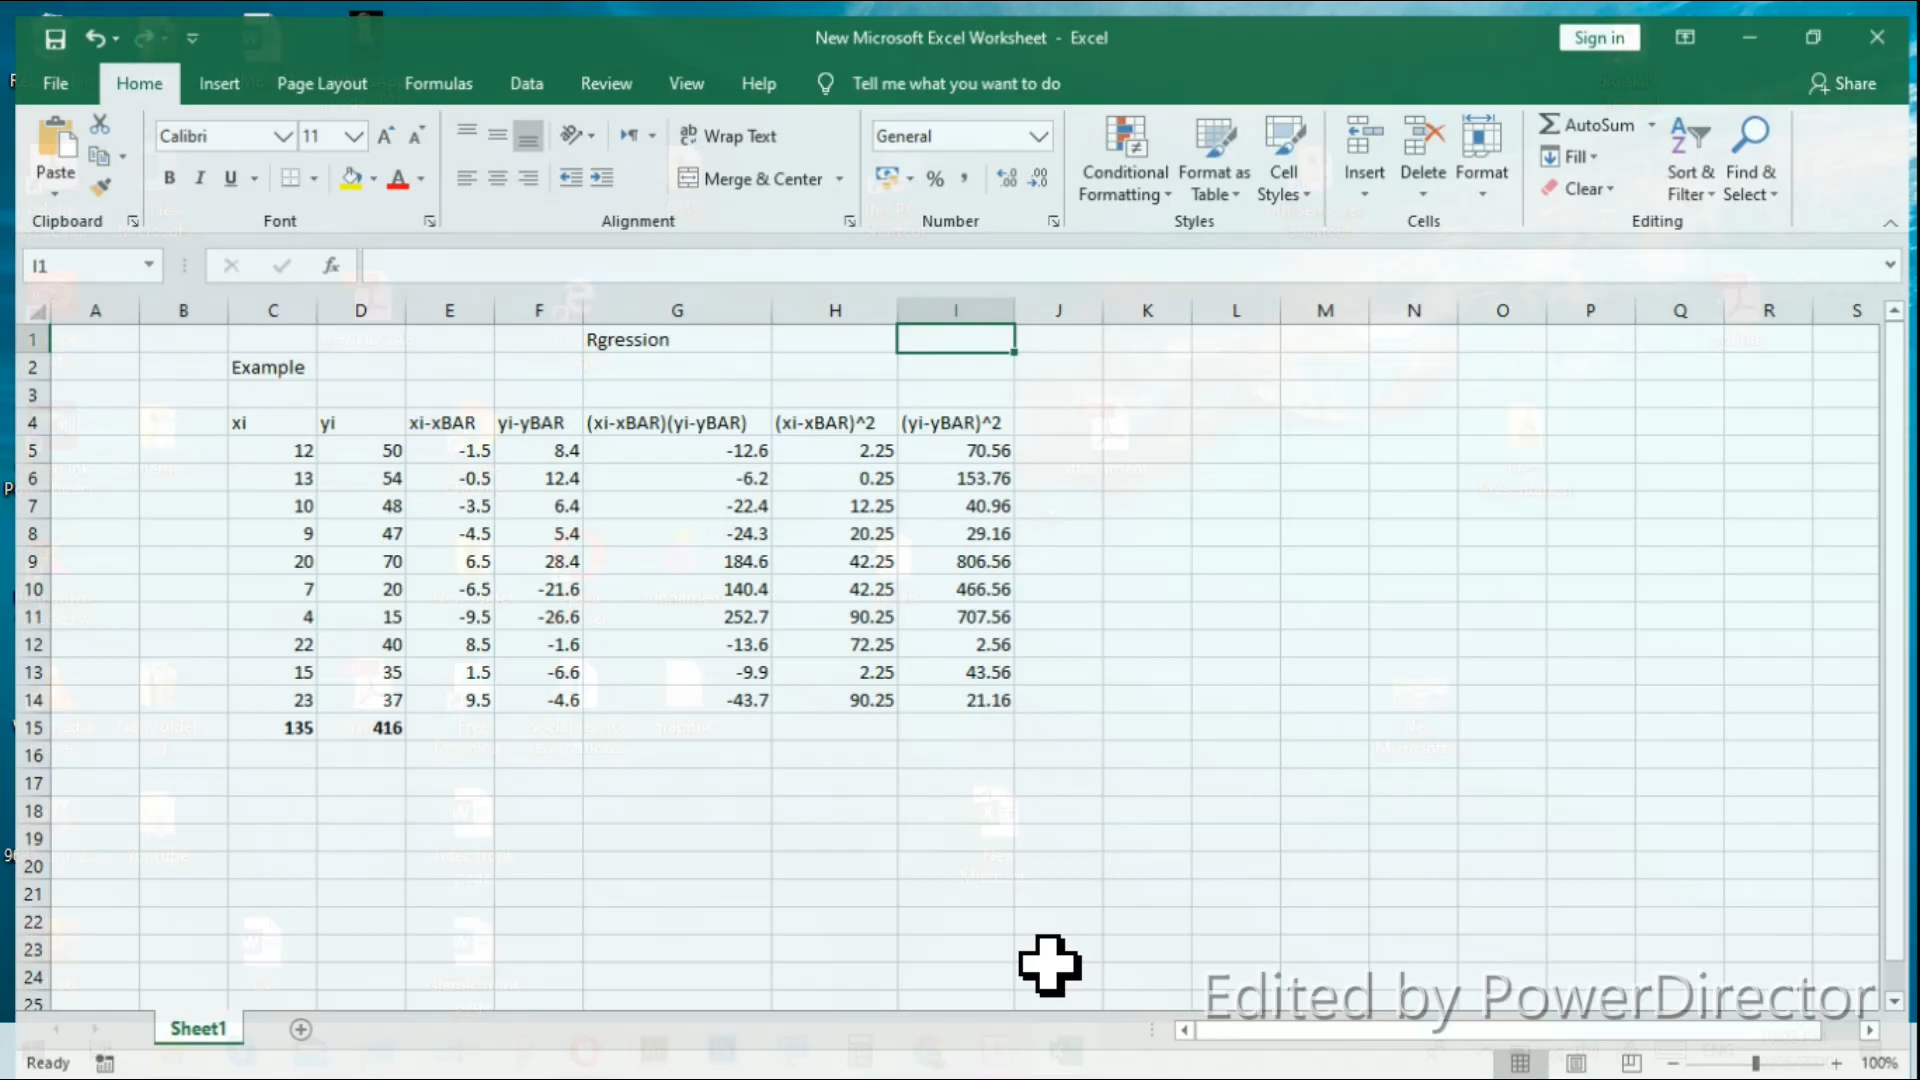 New Microsoft Excel Worksheet - Excel
Sign in
File Home Insert Page Layout Formulas Data Review View Help Tell me what you want to do Share
Paste
Calibri 11
B I U
Wrap Text
Merge & Center
General
%
Conditional Formatting
Format as Table
Cell Styles
Insert Delete Format
AutoSum
Fill
Clear
Sort & Filter
Find & Select
Clipboard Font Alignment Number Styles Cells Editing
I1 fx
A B C D E F G H I J K L M N O P Q R S
1 Rgression
2 Example
3
4 xi yi xi-xBAR yi-yBAR (xi-xBAR)(yi-yBAR) (xi-xBAR)^2 (yi-yBAR)^2
5 12 50 -1.5 8.4 -12.6 2.25 70.56
6 13 54 -0.5 12.4 -6.2 0.25 153.76
7 10 48 -3.5 6.4 -22.4 12.25 40.96
8 9 47 -4.5 5.4 -24.3 20.25 29.16
9 20 70 6.5 28.4 184.6 42.25 806.56
10 7 20 -6.5 -21.6 140.4 42.25 466.56
11 4 15 -9.5 -26.6 252.7 90.25 707.56
12 22 40 8.5 -1.6 -13.6 72.25 2.56
13 15 35 1.5 -6.6 -9.9 2.25 43.56
14 23 37 9.5 -4.6 -43.7 90.25 21.16
15 135 416
16
17
18
19
20
21
22
23
24
25
Edited by PowerDirector
Sheet1
Ready
100%